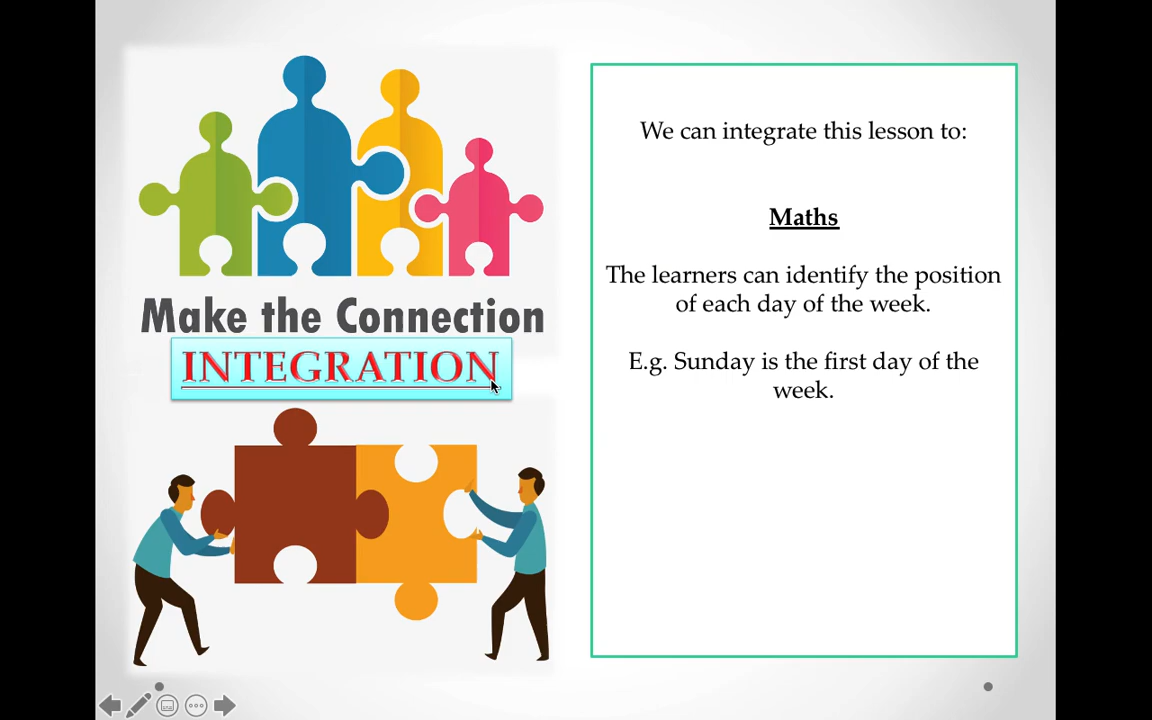 Make the Connection
INTEGRATION
We can integrate this lesson to:
Maths
The learners can identify the position
of each day of the week.
E.g. Sunday is the first day of the
week.